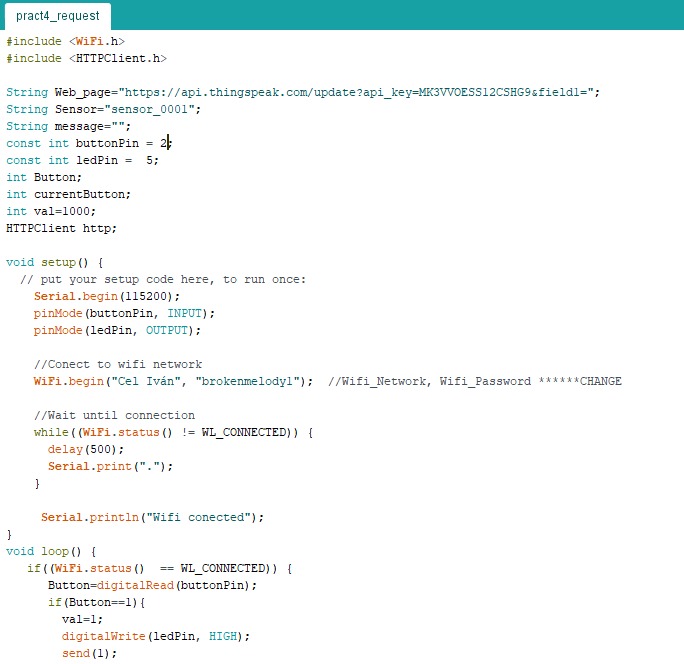 pract4_request
#include <WiFi.h>
#include <HTTPClient.h>
String Web_page="https://api.thingspeak.com/update?api_key=MK3VVOESS12CSHG9&field1=";
String Sensor="sensor_0001";
String message="";
const int buttonPin = 2;
const int ledPin =  5;
int Button;
int currentButton;
int val=1000;
HTTPClient http;
void setup() {
  // put your setup code here, to run once:
    Serial.begin(115200);
    pinMode(buttonPin, INPUT);
    pinMode(ledPin, OUTPUT);
    //Conect to wifi network
    WiFi.begin("Cel Iván", "brokenmelody1");  //Wifi_Network, Wifi_Password ******CHANGE
    //Wait until connection
    while((WiFi.status() != WL_CONNECTED)) {
      delay(500);
      Serial.print(".");
    }
     Serial.println("Wifi conected");
}
void loop() {
   if((WiFi.status()  == WL_CONNECTED)) {
      Button=digitalRead(buttonPin);
      if(Button==1){
        val=1;
        digitalWrite(ledPin, HIGH);
        send(1);